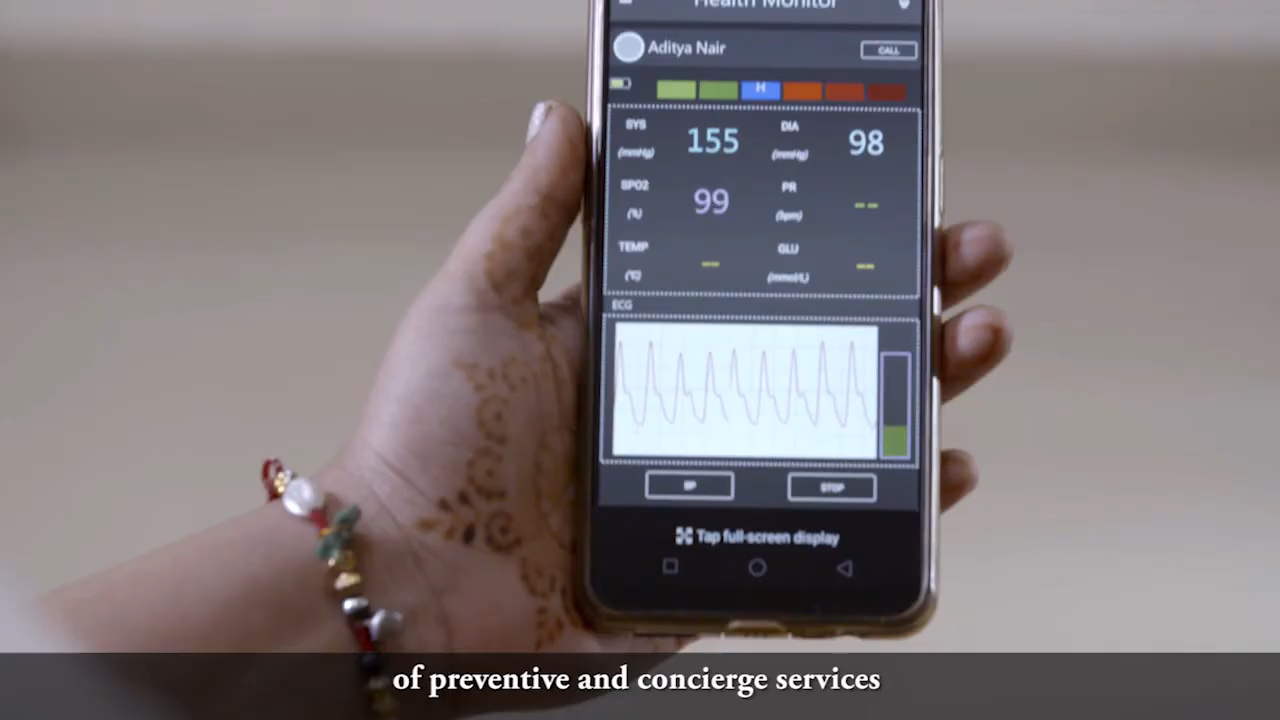 Health Monitor
Aditya Nair
CALL
H
SYS
(mmHg)
155
DIA
(mmHg)
98
SPO2
(%)
99
PR
(bpm)
--
TEMP
(°C)
--
GLU
(mmol/L)
--
ECG
BP
STOP
Tap full-screen display
of preventive and concierge services